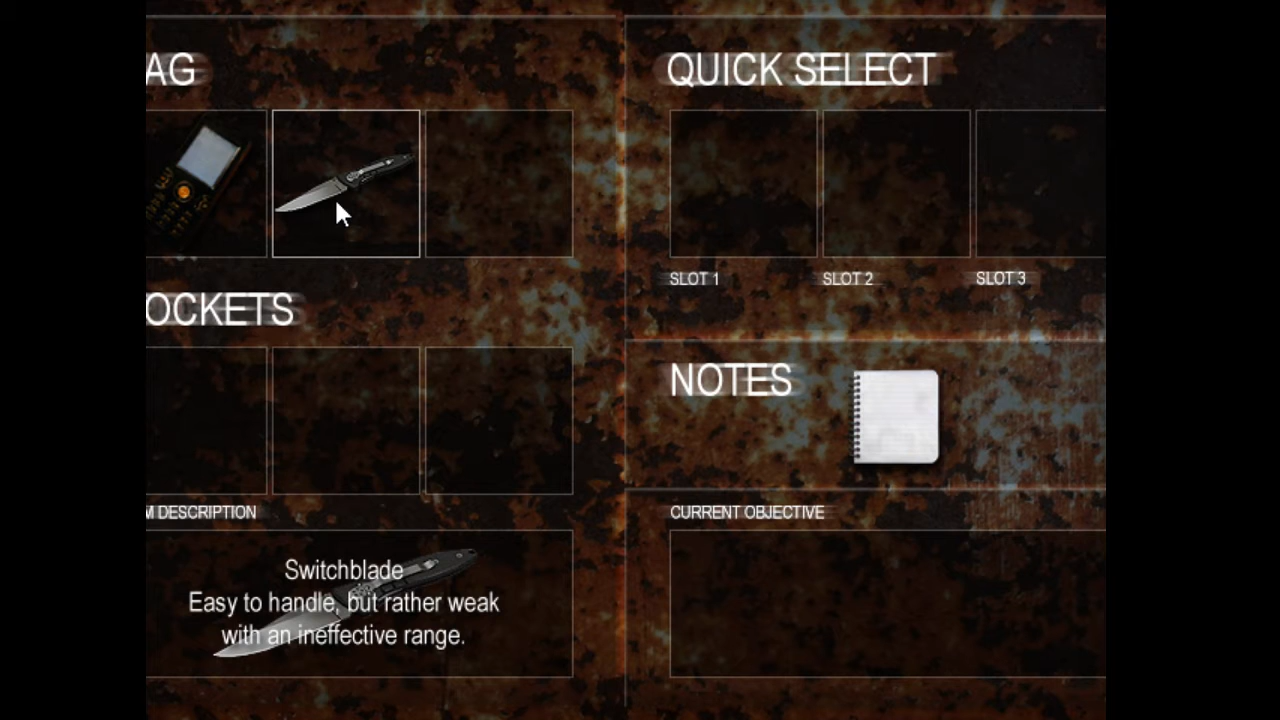 AG
QUICK SELECT
SLOT 1
SLOT 2
SLOT 3
OCKETS
NOTES
M DESCRIPTION
CURRENT OBJECTIVE
Switchblade
Easy to handle, but rather weak
with an ineffective range.